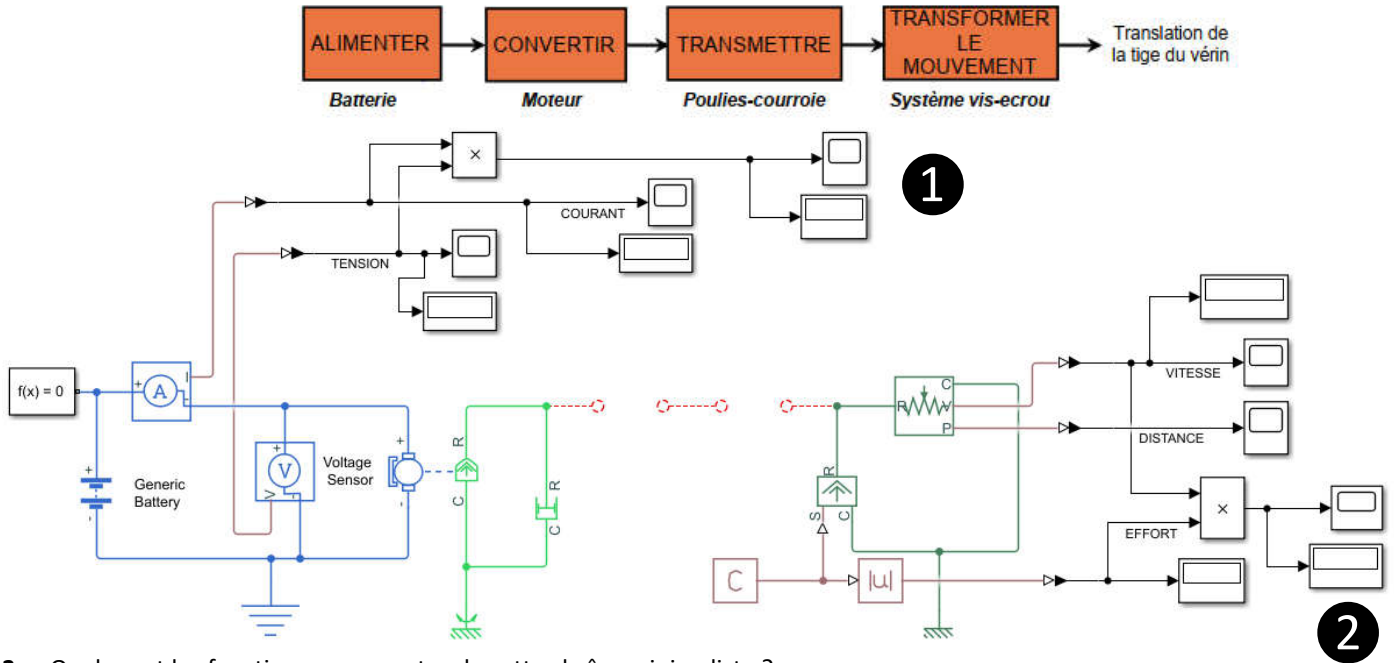 ALIMENTER
CONVERTIR
TRANSMETTRE
TRANSFORMER
LE
MOUVEMENT
Translation de
la tige du vérin
Batterie
Moteur
Poulies-courroie
Système vis-ecrou
×
1
COURANT
TENSION
f(x) = 0
+
A
I
-
+
V
V
-
Voltage
Sensor
+
-
Generic
Battery
+
-
R
C
R
C
R
C
V
P
VITESSE
DISTANCE
R
S
C
C
|u|
EFFORT
×
2